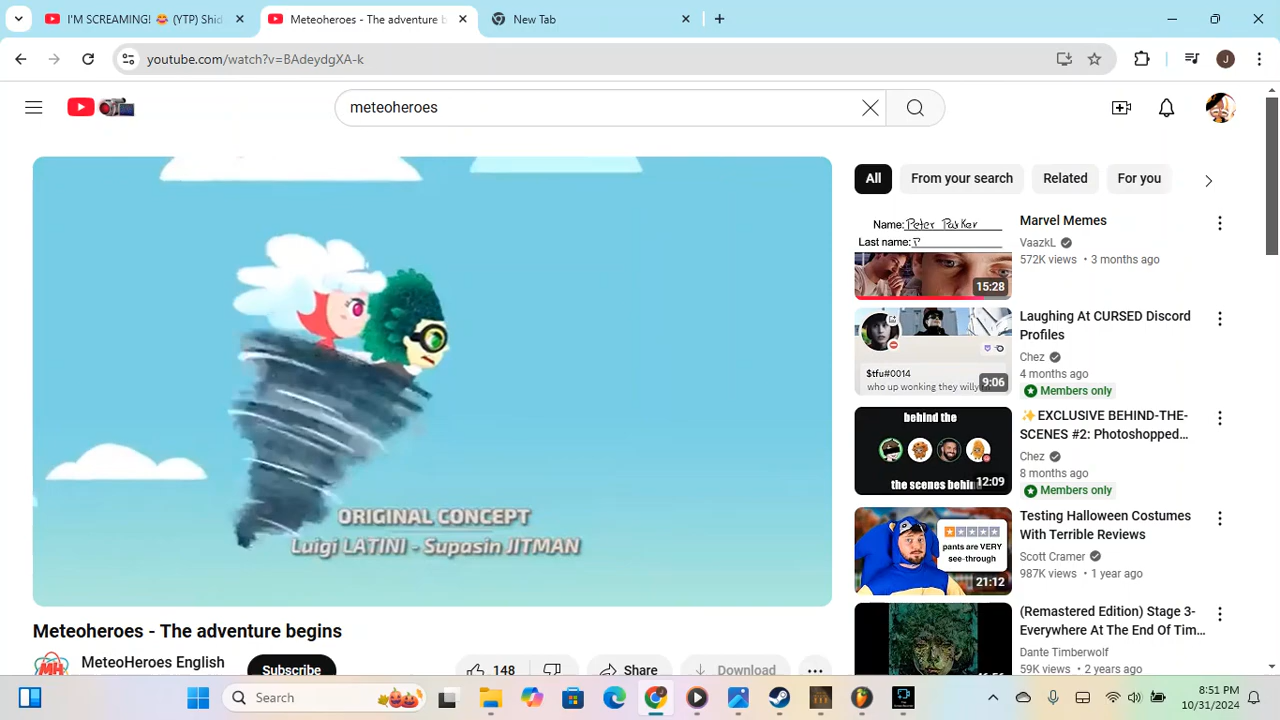 I'M SCREAMING! 😂 (YTP) Shid
Meteoheroes - The adventure b
New Tab
youtube.com/watch?v=BAdeydgXA-k
J
meteoheroes
All
From your search
Related
For you
ORIGINAL CONCEPT
Luigi LATINI - Supasin JITMAN
Name: Peter Parker
Last name: P
15:28
Marvel Memes
VaazkL
572K views • 3 months ago
$tfu#0014
who up wonking they willy
9:06
Laughing At CURSED Discord
Profiles
Chez
4 months ago
Members only
behind the
the scenes behind
12:09
✨EXCLUSIVE BEHIND-THE-
SCENES #2: Photoshopped…
Chez
8 months ago
Members only
pants are VERY
see-through
21:12
Testing Halloween Costumes
With Terrible Reviews
Scott Cramer
987K views • 1 year ago
(Remastered Edition) Stage 3-
Everywhere At The End Of Tim…
Dante Timberwolf
59K views • 2 years ago
Meteoheroes - The adventure begins
MH
MeteoHeroes English
Subscribe
148
Share
Download
Search
8:51 PM
10/31/2024